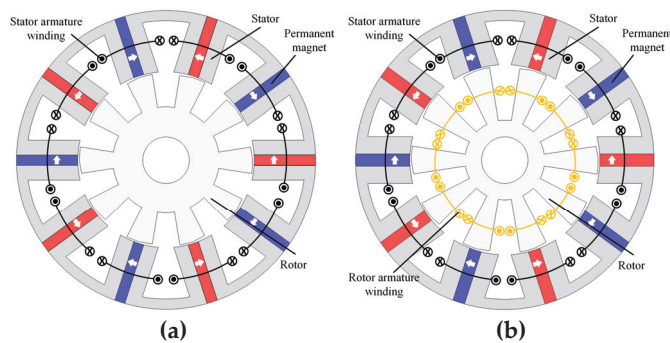 Stator armature
winding
Stator
Permanent
magnet
Rotor
(a)
Stator armature
winding
Stator
Permanent
magnet
Rotor armature
winding
Rotor
(b)